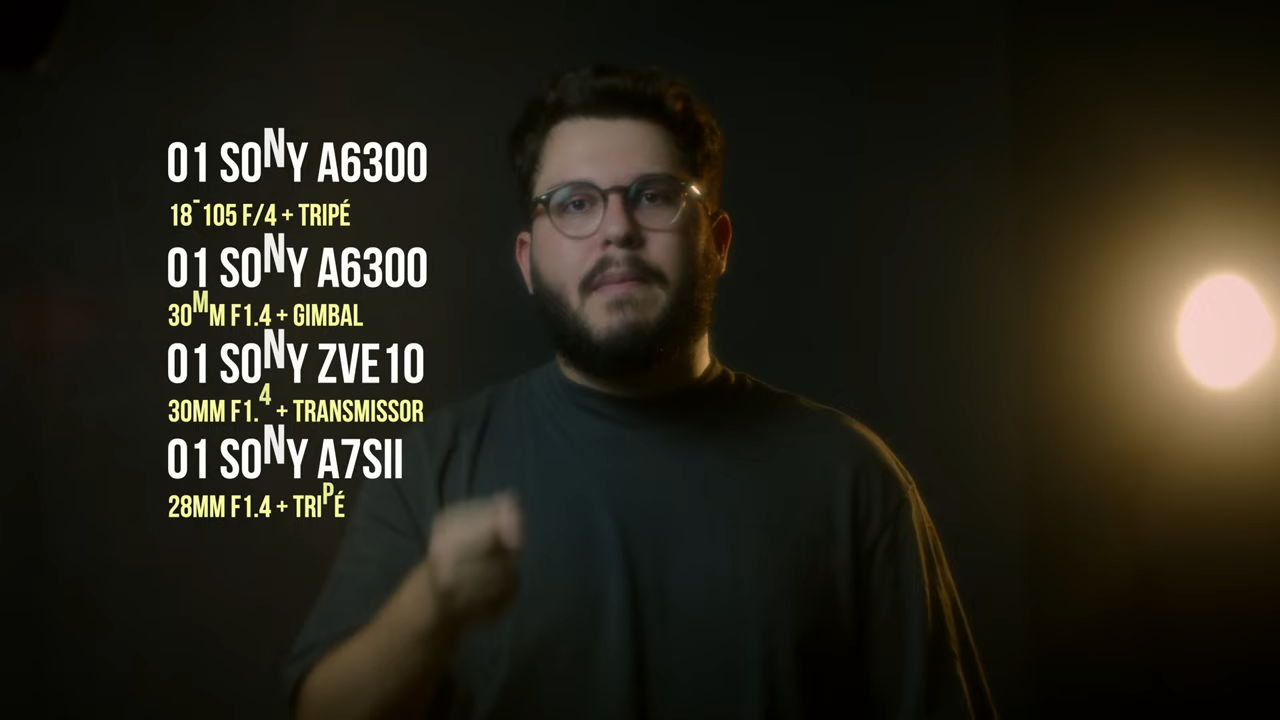 01 SONY A6300
18-105 F/4 + TRIPÉ
01 SONY A6300
30MM F1.4 + GIMBAL
01 SONY ZVE10
30MM F1.4 + TRANSMISSOR
01 SONY A7SII
28MM F1.4 + TRIPÉ